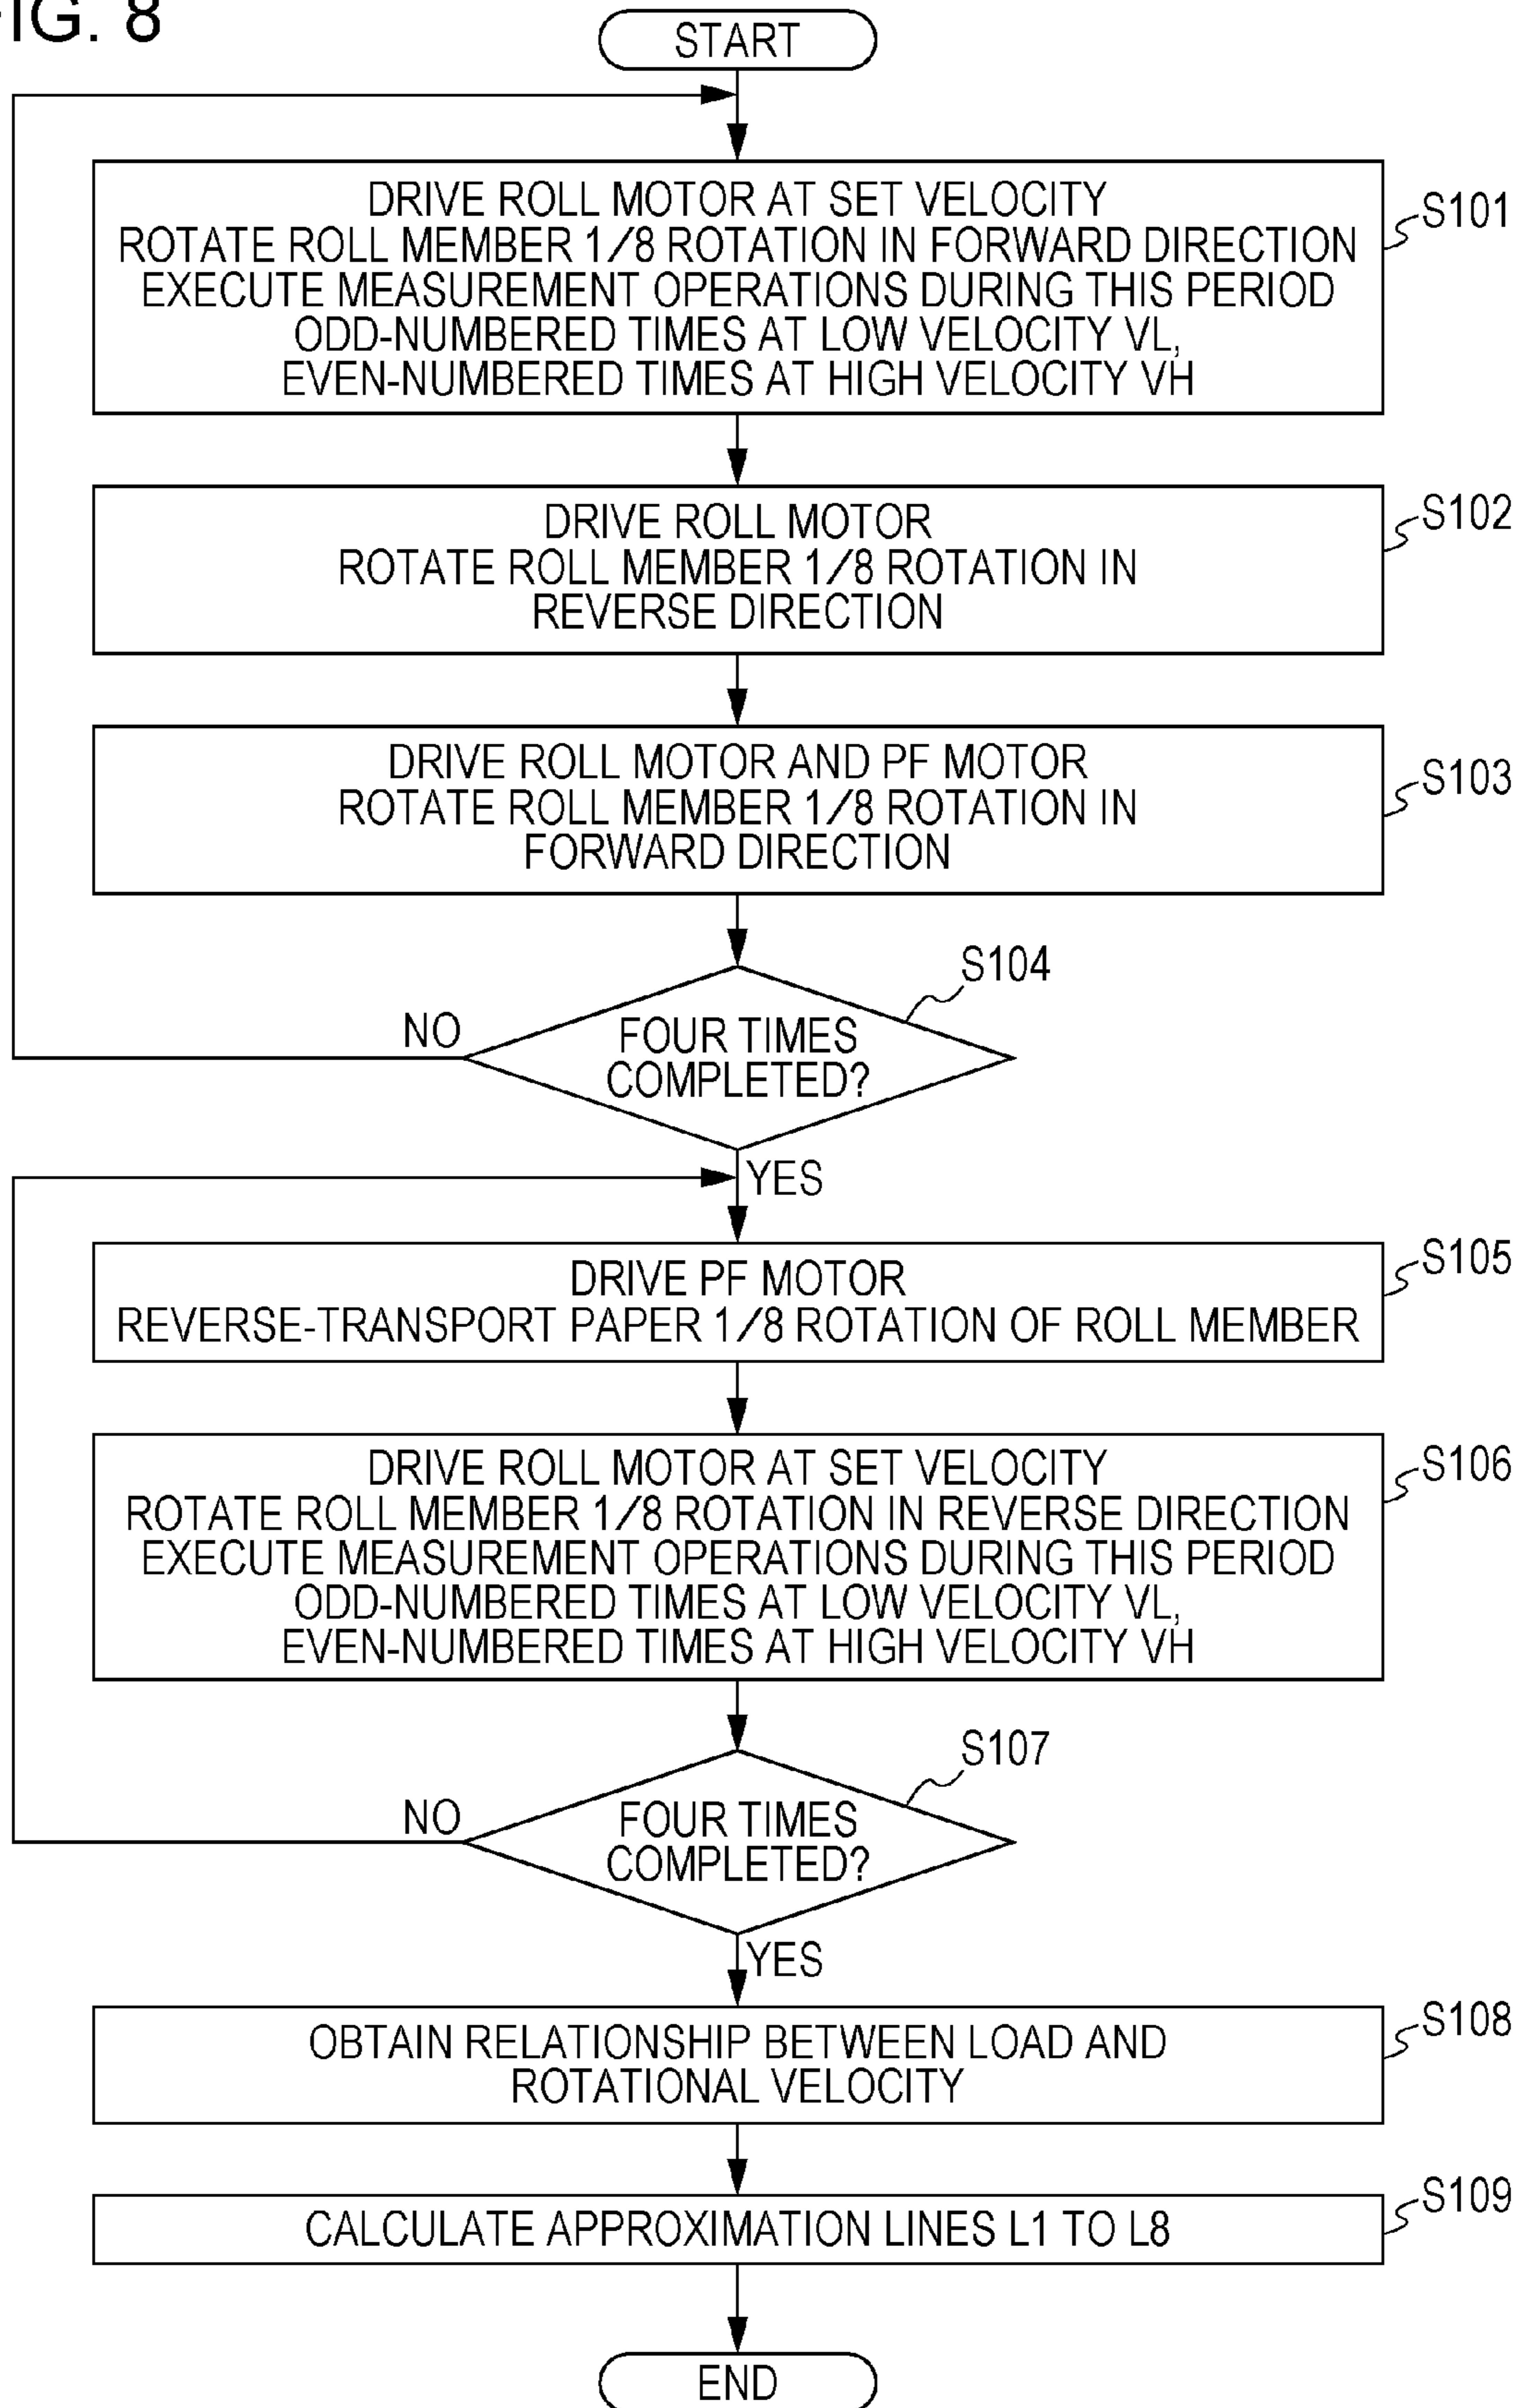 FIG. 8
START
DRIVE ROLL MOTOR AT SET VELOCITY
ROTATE ROLL MEMBER 1/8 ROTATION IN FORWARD DIRECTION
EXECUTE MEASUREMENT OPERATIONS DURING THIS PERIOD
ODD-NUMBERED TIMES AT LOW VELOCITY VL,
EVEN-NUMBERED TIMES AT HIGH VELOCITY VH
S101
DRIVE ROLL MOTOR
ROTATE ROLL MEMBER 1/8 ROTATION IN
REVERSE DIRECTION
S102
DRIVE ROLL MOTOR AND PF MOTOR
ROTATE ROLL MEMBER 1/8 ROTATION IN
FORWARD DIRECTION
S103
S104
NO
FOUR TIMES
COMPLETED?
YES
DRIVE PF MOTOR
REVERSE-TRANSPORT PAPER 1/8 ROTATION OF ROLL MEMBER
S105
DRIVE ROLL MOTOR AT SET VELOCITY
ROTATE ROLL MEMBER 1/8 ROTATION IN REVERSE DIRECTION
EXECUTE MEASUREMENT OPERATIONS DURING THIS PERIOD
ODD-NUMBERED TIMES AT LOW VELOCITY VL,
EVEN-NUMBERED TIMES AT HIGH VELOCITY VH
S106
S107
NO
FOUR TIMES
COMPLETED?
YES
OBTAIN RELATIONSHIP BETWEEN LOAD AND
ROTATIONAL VELOCITY
S108
CALCULATE APPROXIMATION LINES L1 TO L8
S109
END